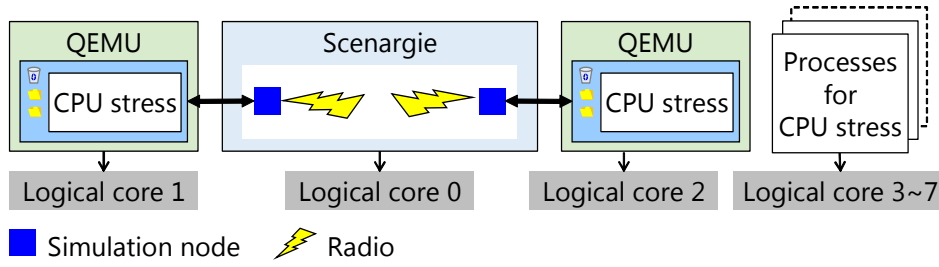 QEMU
Scenargie
QEMU
CPU stress
CPU stress
Processes
for
CPU stress
Logical core 1
Logical core 0
Logical core 2
Logical core 3~7
Simulation node
Radio